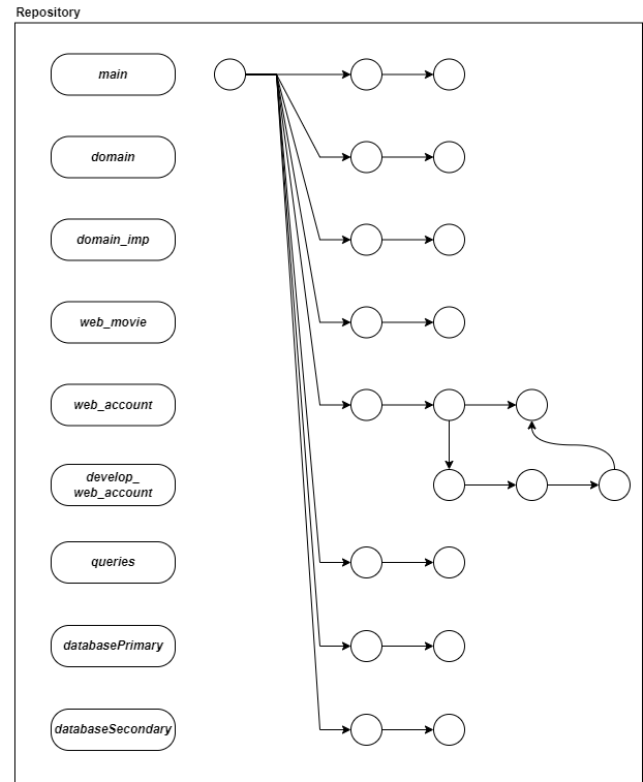 Repository
main
domain
domain_imp
web_movie
web_account
develop_
web_account
queries
databasePrimary
databaseSecondary